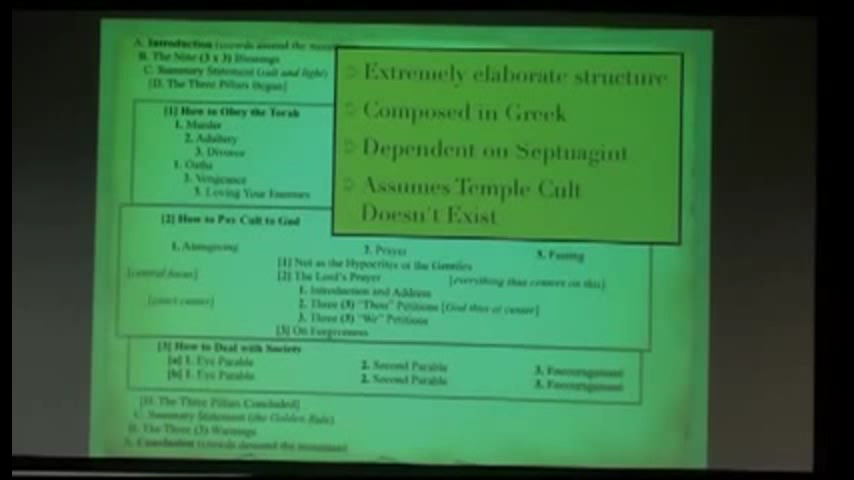 A. Introduction (crowds ascend the
B. The Nine (3 x 3) Blessings
C. Summary Statement (salt and light)
[D. The Three Pillars Begun]
Extremely elaborate structure
Composed in Greek
Dependent on Septuagint
Assumes Temple Cult
Doesn't Exist
[1] How to Obey the Torah
1. Murder
2. Adultery
3. Divorce
1. Oaths
3. Loving Your Enemies
[2] How to Pay Cult to God
1. Almsgiving
2. Prayer
3. Fasting
[1] Not as the Hypocrites or the Gentiles
[central focus]
[2] The Lord's Prayer
[everything thus centers on this]
1. Introduction and Address
[exact center]
2. Three (3) "Thou" Petitions [God thus at center]
3. Three (3) "We" Petitions
[3] On Forgiveness
[3] How to Deal with Society
[a] 1. Eye Parable
2. Second Parable
3. Encouragement
[b] 1. Eye Parable
2. Second Parable
3. Encouragement
[D. The Three Pillars Concluded]
C. Summary Statement (the Golden Rule)
B. The Three (3) Warnings
A. Conclusion (crowds descend the mountain)